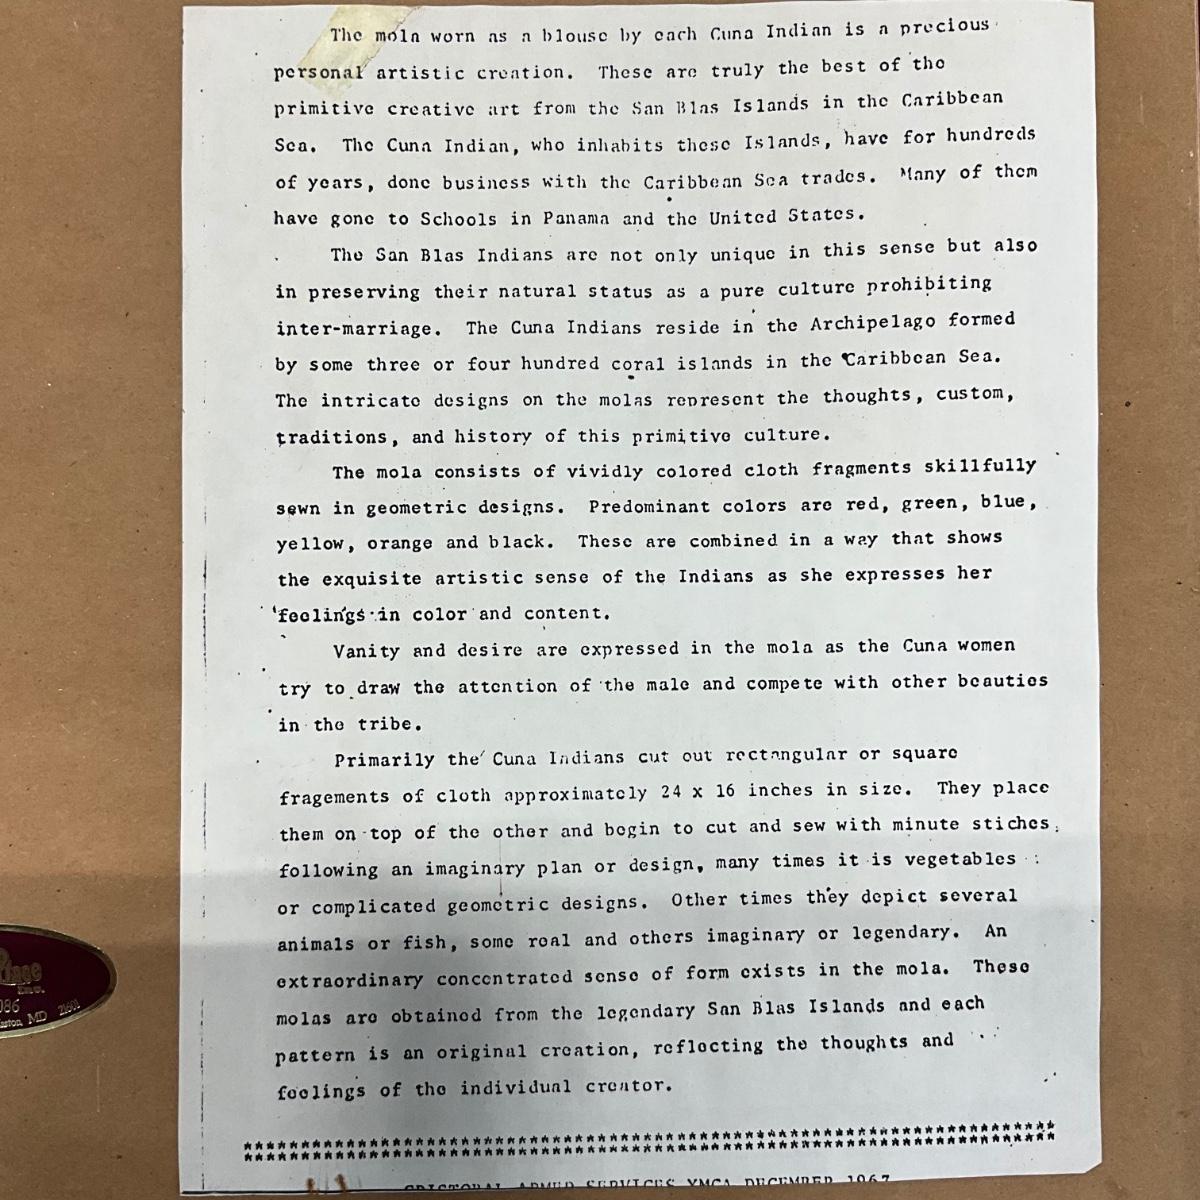 The mola worn as a blouse by each Cuna Indian is a precious
personal artistic creation. These are truly the best of the
primitive creative art from the San Blas Islands in the Caribbean
Sea. The Cuna Indian, who inhabits these Islands, have for hundreds
of years, done business with the Caribbean Sea trades. Many of them
have gone to Schools in Panama and the United States.
The San Blas Indians are not only unique in this sense but also
in preserving their natural status as a pure culture prohibiting
inter-marriage. The Cuna Indians reside in the Archipelago formed
by some three or four hundred coral islands in the Caribbean Sea.
The intricate designs on the molas represent the thoughts, custom,
traditions, and history of this primitive culture.
The mola consists of vividly colored cloth fragments skillfully
sewn in geometric designs. Predominant colors are red, green, blue,
yellow, orange and black. These are combined in a way that shows
the exquisite artistic sense of the Indians as she expresses her
feelings in color and content.
Vanity and desire are expressed in the mola as the Cuna women
try to draw the attention of the male and compete with other beauties
in the tribe.
Primarily the Cuna Indians cut out rectangular or square
fragements of cloth approximately 24 x 16 inches in size. They place
them on top of the other and begin to cut and sew with minute stiches
following an imaginary plan or design, many times it is vegetables
or complicated geometric designs. Other times they depict several
animals or fish, some real and others imaginary or legendary. An
extraordinary concentrated sense of form exists in the mola. These
molas are obtained from the legendary San Blas Islands and each
pattern is an original creation, reflecting the thoughts and
feelings of the individual creator.
ARMED SERVICES YMCA DECEMBER 1967
Inc.
MD 21601